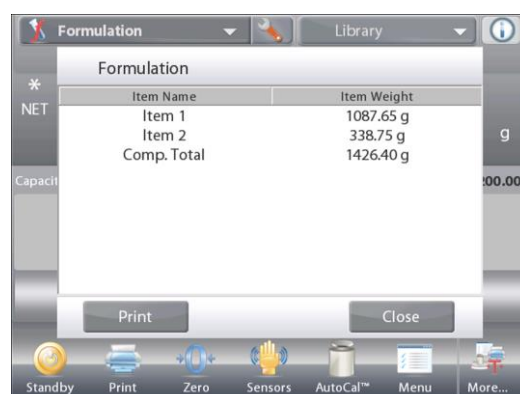 Formulation Library
Formulation
*
NET
Item Name Item Weight
Item 1 1087.65 g
Item 2 338.75 g
Comp. Total 1426.40 g
g
Capacit 200.00
Print Close
Standby Print Zero Sensors AutoCal™ Menu More...